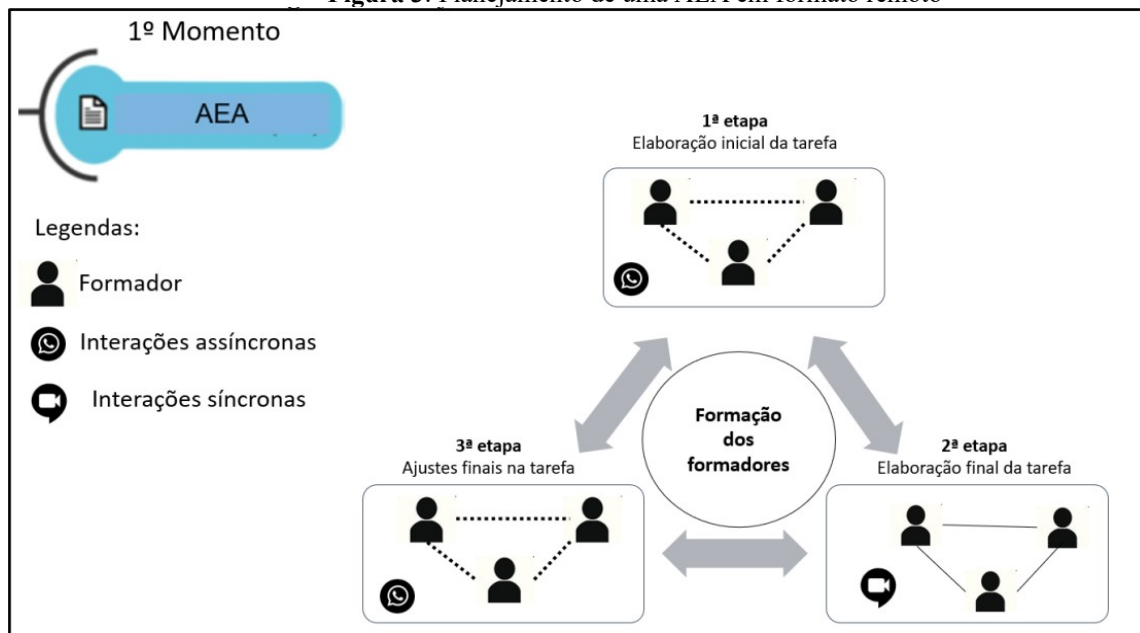 1º Momento
AEA
Legendas:
Formador
Interações assíncronas
Interações síncronas
1ª etapa
Elaboração inicial da tarefa
Formação
dos
formadores
3ª etapa
Ajustes finais na tarefa
2ª etapa
Elaboração final da tarefa